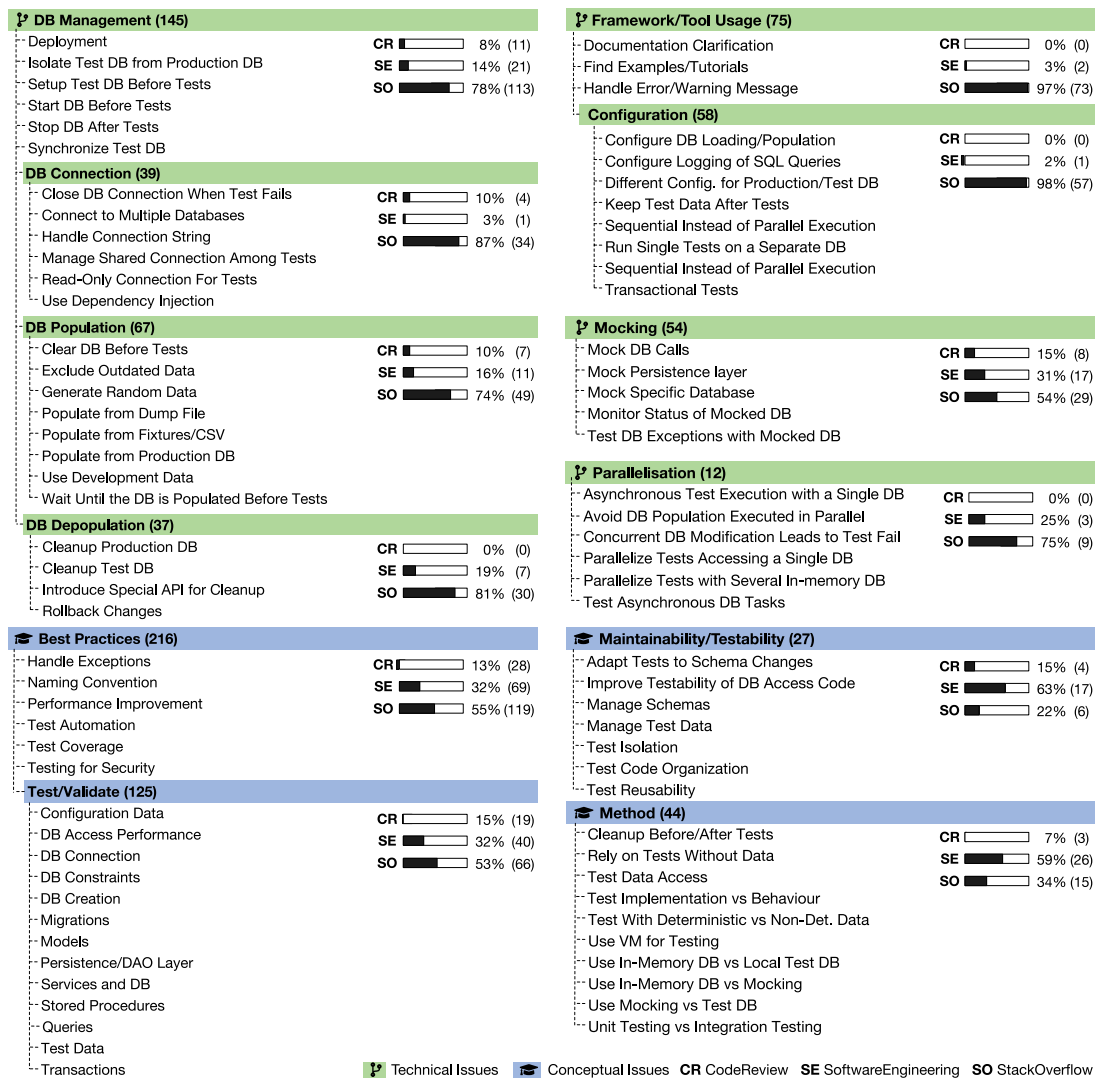 DB Management (145)
Deployment
Isolate Test DB from Production DB
Setup Test DB Before Tests
Start DB Before Tests
Stop DB After Tests
Synchronize Test DB
CR 8% (11)
SE 14% (21)
SO 78% (113)
DB Connection (39)
Close DB Connection When Test Fails
Connect to Multiple Databases
Handle Connection String
Manage Shared Connection Among Tests
Read-Only Connection For Tests
Use Dependency Injection
CR 10% (4)
SE 3% (1)
SO 87% (34)
DB Population (67)
Clear DB Before Tests
Exclude Outdated Data
Generate Random Data
Populate from Dump File
Populate from Fixtures/CSV
Populate from Production DB
Use Development Data
Wait Until the DB is Populated Before Tests
CR 10% (7)
SE 16% (11)
SO 74% (49)
DB Depopulation (37)
Cleanup Production DB
Cleanup Test DB
Introduce Special API for Cleanup
Rollback Changes
CR 0% (0)
SE 19% (7)
SO 81% (30)
Framework/Tool Usage (75)
Documentation Clarification
Find Examples/Tutorials
Handle Error/Warning Message
CR 0% (0)
SE 3% (2)
SO 97% (73)
Configuration (58)
Configure DB Loading/Population
Configure Logging of SQL Queries
Different Config. for Production/Test DB
Keep Test Data After Tests
Sequential Instead of Parallel Execution
Run Single Tests on a Separate DB
Sequential Instead of Parallel Execution
Transactional Tests
CR 0% (0)
SE 2% (1)
SO 98% (57)
Mocking (54)
Mock DB Calls
Mock Persistence layer
Mock Specific Database
Monitor Status of Mocked DB
Test DB Exceptions with Mocked DB
CR 15% (8)
SE 31% (17)
SO 54% (29)
Parallelisation (12)
Asynchronous Test Execution with a Single DB
Avoid DB Population Executed in Parallel
Concurrent DB Modification Leads to Test Fail
Parallelize Tests Accessing a Single DB
Parallelize Tests with Several In-memory DB
Test Asynchronous DB Tasks
CR 0% (0)
SE 25% (3)
SO 75% (9)
Best Practices (216)
Handle Exceptions
Naming Convention
Performance Improvement
Test Automation
Test Coverage
Testing for Security
CR 13% (28)
SE 32% (69)
SO 55% (119)
Test/Validate (125)
Configuration Data
DB Access Performance
DB Connection
DB Constraints
DB Creation
Migrations
Models
Persistence/DAO Layer
Services and DB
Stored Procedures
Queries
Test Data
Transactions
CR 15% (19)
SE 32% (40)
SO 53% (66)
Maintainability/Testability (27)
Adapt Tests to Schema Changes
Improve Testability of DB Access Code
Manage Schemas
Manage Test Data
Test Isolation
Test Code Organization
Test Reusability
CR 15% (4)
SE 63% (17)
SO 22% (6)
Method (44)
Cleanup Before/After Tests
Rely on Tests Without Data
Test Data Access
Test Implementation vs Behaviour
Test With Deterministic vs Non-Det. Data
Use VM for Testing
Use In-Memory DB vs Local Test DB
Use In-Memory DB vs Mocking
Use Mocking vs Test DB
Unit Testing vs Integration Testing
CR 7% (3)
SE 59% (26)
SO 34% (15)
Technical Issues Conceptual Issues CR CodeReview SE SoftwareEngineering SO StackOverflow